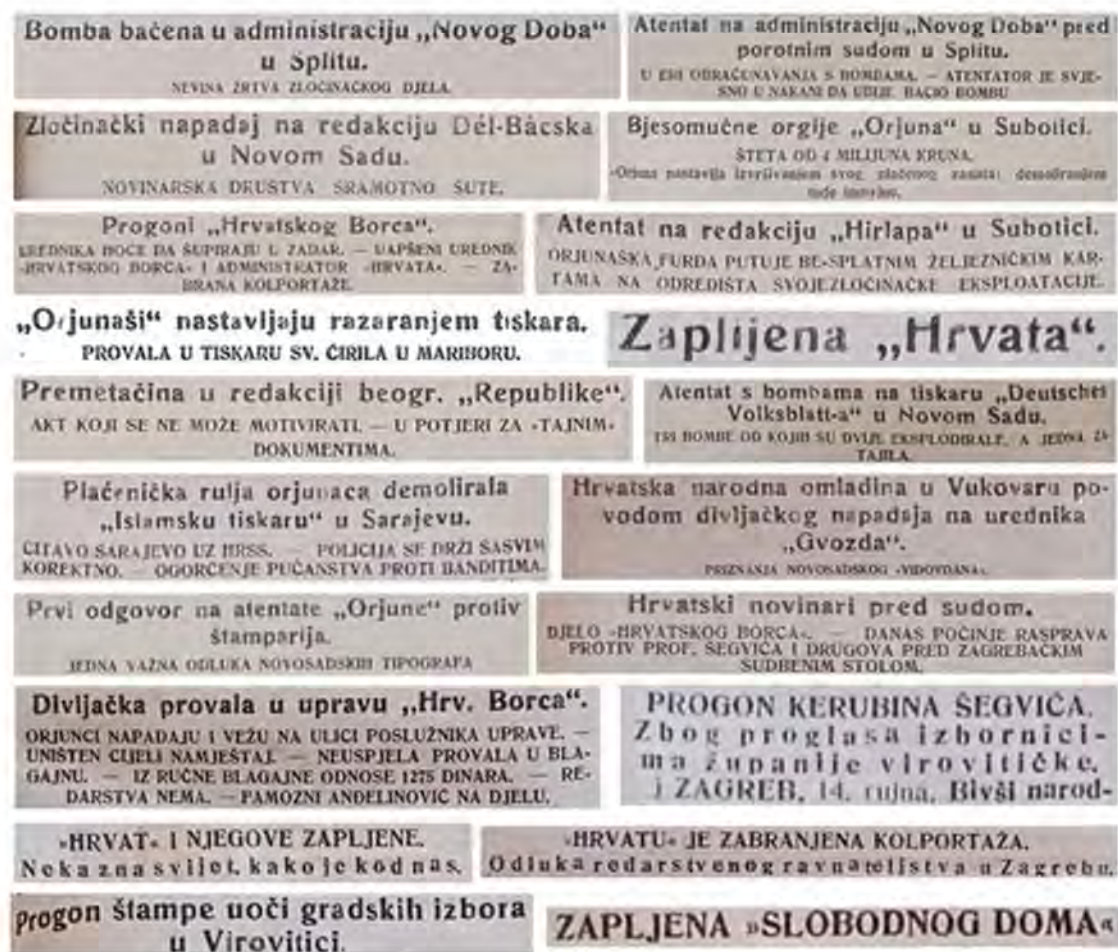 Bomba bačena u administraciju „Novog Doba“
u Splitu.
NEVINA ŽRTVA ZLOČINAČKOG DJELA.
Atentat na administraciju „Novog Doba“ pred
porotnim sudom u Splitu.
U ERI OBRAČUNAVANJA S BOMBAMA. — ATENTATOR JE SVJE-
SNO U NAKANI DA UBIJE BACIO BOMBU
Zločinački napadaj na redakciju Dél-Bácska
u Novom Sadu.
NOVINARSKA DRUŠTVA SRAMOTNO ŠUTE.
Bjesomučne orgije „Orjuna“ u Subotici.
ŠTETA OD 4 MILIJUNA KRUNA.
Orjuna nastavlja izvršivanjem svog plaćenog zanata: demoliranjem
tuđe
Progoni „Hrvatskog Borca“.
UREDNIKA HOĆE DA ŠUPIRAJU U ZADAR. — UAPŠENI UREDNIK
»HRVATSKOG BORCA« I ADMINISTRATOR »HRVATA«. — ZA-
BRANA KOLPORTAŽE.
Atentat na redakciju „Hirlapa“ u Subotici.
ORJUNAŠKA FURDA PUTUJE BE-SPLATNIM ŽELJEZNIČKIM KAR-
TAMA NA ODREDIŠTA SVOJE ZLOČINAČKE EKSPLOATACIJE.
„Orjunaši“ nastavljaju razaranjem tiskara.
PROVALA U TISKARU SV. ĆIRILA U MARIBORU.
Zaplijena „Hrvata“.
Premetačina u redakciji beogr. „Republike“.
AKT KOJI SE NE MOŽE MOTIVIRATI. — U POTJERI ZA »TAJNIM«
DOKUMENTIMA.
Atentat s bombama na tiskaru „Deutsches
Volksblatt-a“ u Novom Sadu.
TRI BOMBE OD KOJIH SU DVIJE EKSPLODIRALE, A JEDNA ZA-
TAJILA.
Plaćenička rulja orjunaca demolirala
„Islamsku tiskaru“ u Sarajevu.
ČITAVO SARAJEVO UZ HRSS. — POLICIJA SE DRŽI SASVIM
KOREKTNO. — OGORČENJE PUČANSTVA PROTI BANDITIMA.
Hrvatska narodna omladina u Vukovaru po-
vodom divljačkog napadaja na urednika
„Gvozda“.
PRIZNANJA NOVOSADSKOG »VIDOVDANA«.
Prvi odgovor na atentate „Orjune“ protiv
štamparija.
JEDNA VAŽNA ODLUKA NOVOSADSKIH TIPOGRAFA
Hrvatski novinari pred sudom.
DJELO »HRVATSKOG BORCA«. — DANAS POČINJE RASPRAVA
PROTIV PROF. ŠEGVIĆA I DRUGOVA PRED ZAGREBAČKIM
SUDBENIM STOLOM.
Divljačka provala u upravu „Hrv. Borca“.
ORJUNCI NAPADAJU I VEŽU NA ULICI POSLUŽNIKA UPRAVE. —
UNIŠTEN CIJELI NAMJEŠTAJ. — NEUSPJELA PROVALA U BLA-
GAJNU. — IZ RUČNE BLAGAJNE ODNOSE 1275 DINARA. — RE-
DARSTVA NEMA. — FAMOZNI ANĐELINOVIĆ NA DJELU.
PROGON KERUBINA ŠEGVIĆA.
Zbog proglasa izbornici-
ma županije virovitičke.
ZAGREB, 14. rujna. Bivši narod-
»HRVAT« I NJEGOVE ZAPLJENE.
Neka zna svijet, kako je kod nas.
»HRVATU« JE ZABRANJENA KOLPORTAŽA.
Odluka redarstvenog ravnateljstva u Zagrebu.
Progon štampe uoči gradskih izbora
u Virovitici.
ZAPLJENA »SLOBODNOG DOMA«